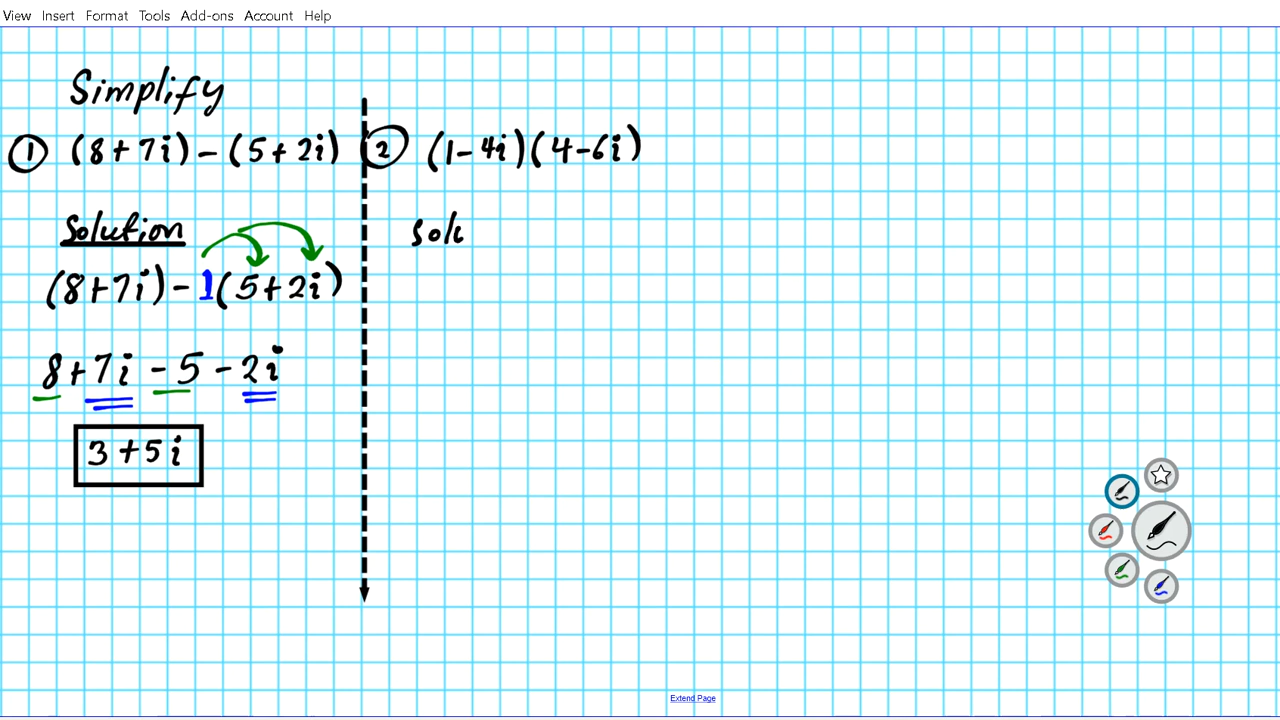 View Insert Format Tools Add-ons Account Help
Simplify
① (8+7i)-(5+2i)
Solution
(8+7i)-1(5+2i)
8+7i-5-2i
3+5i
② (1-4i)(4-6i)
solu
Extend Page